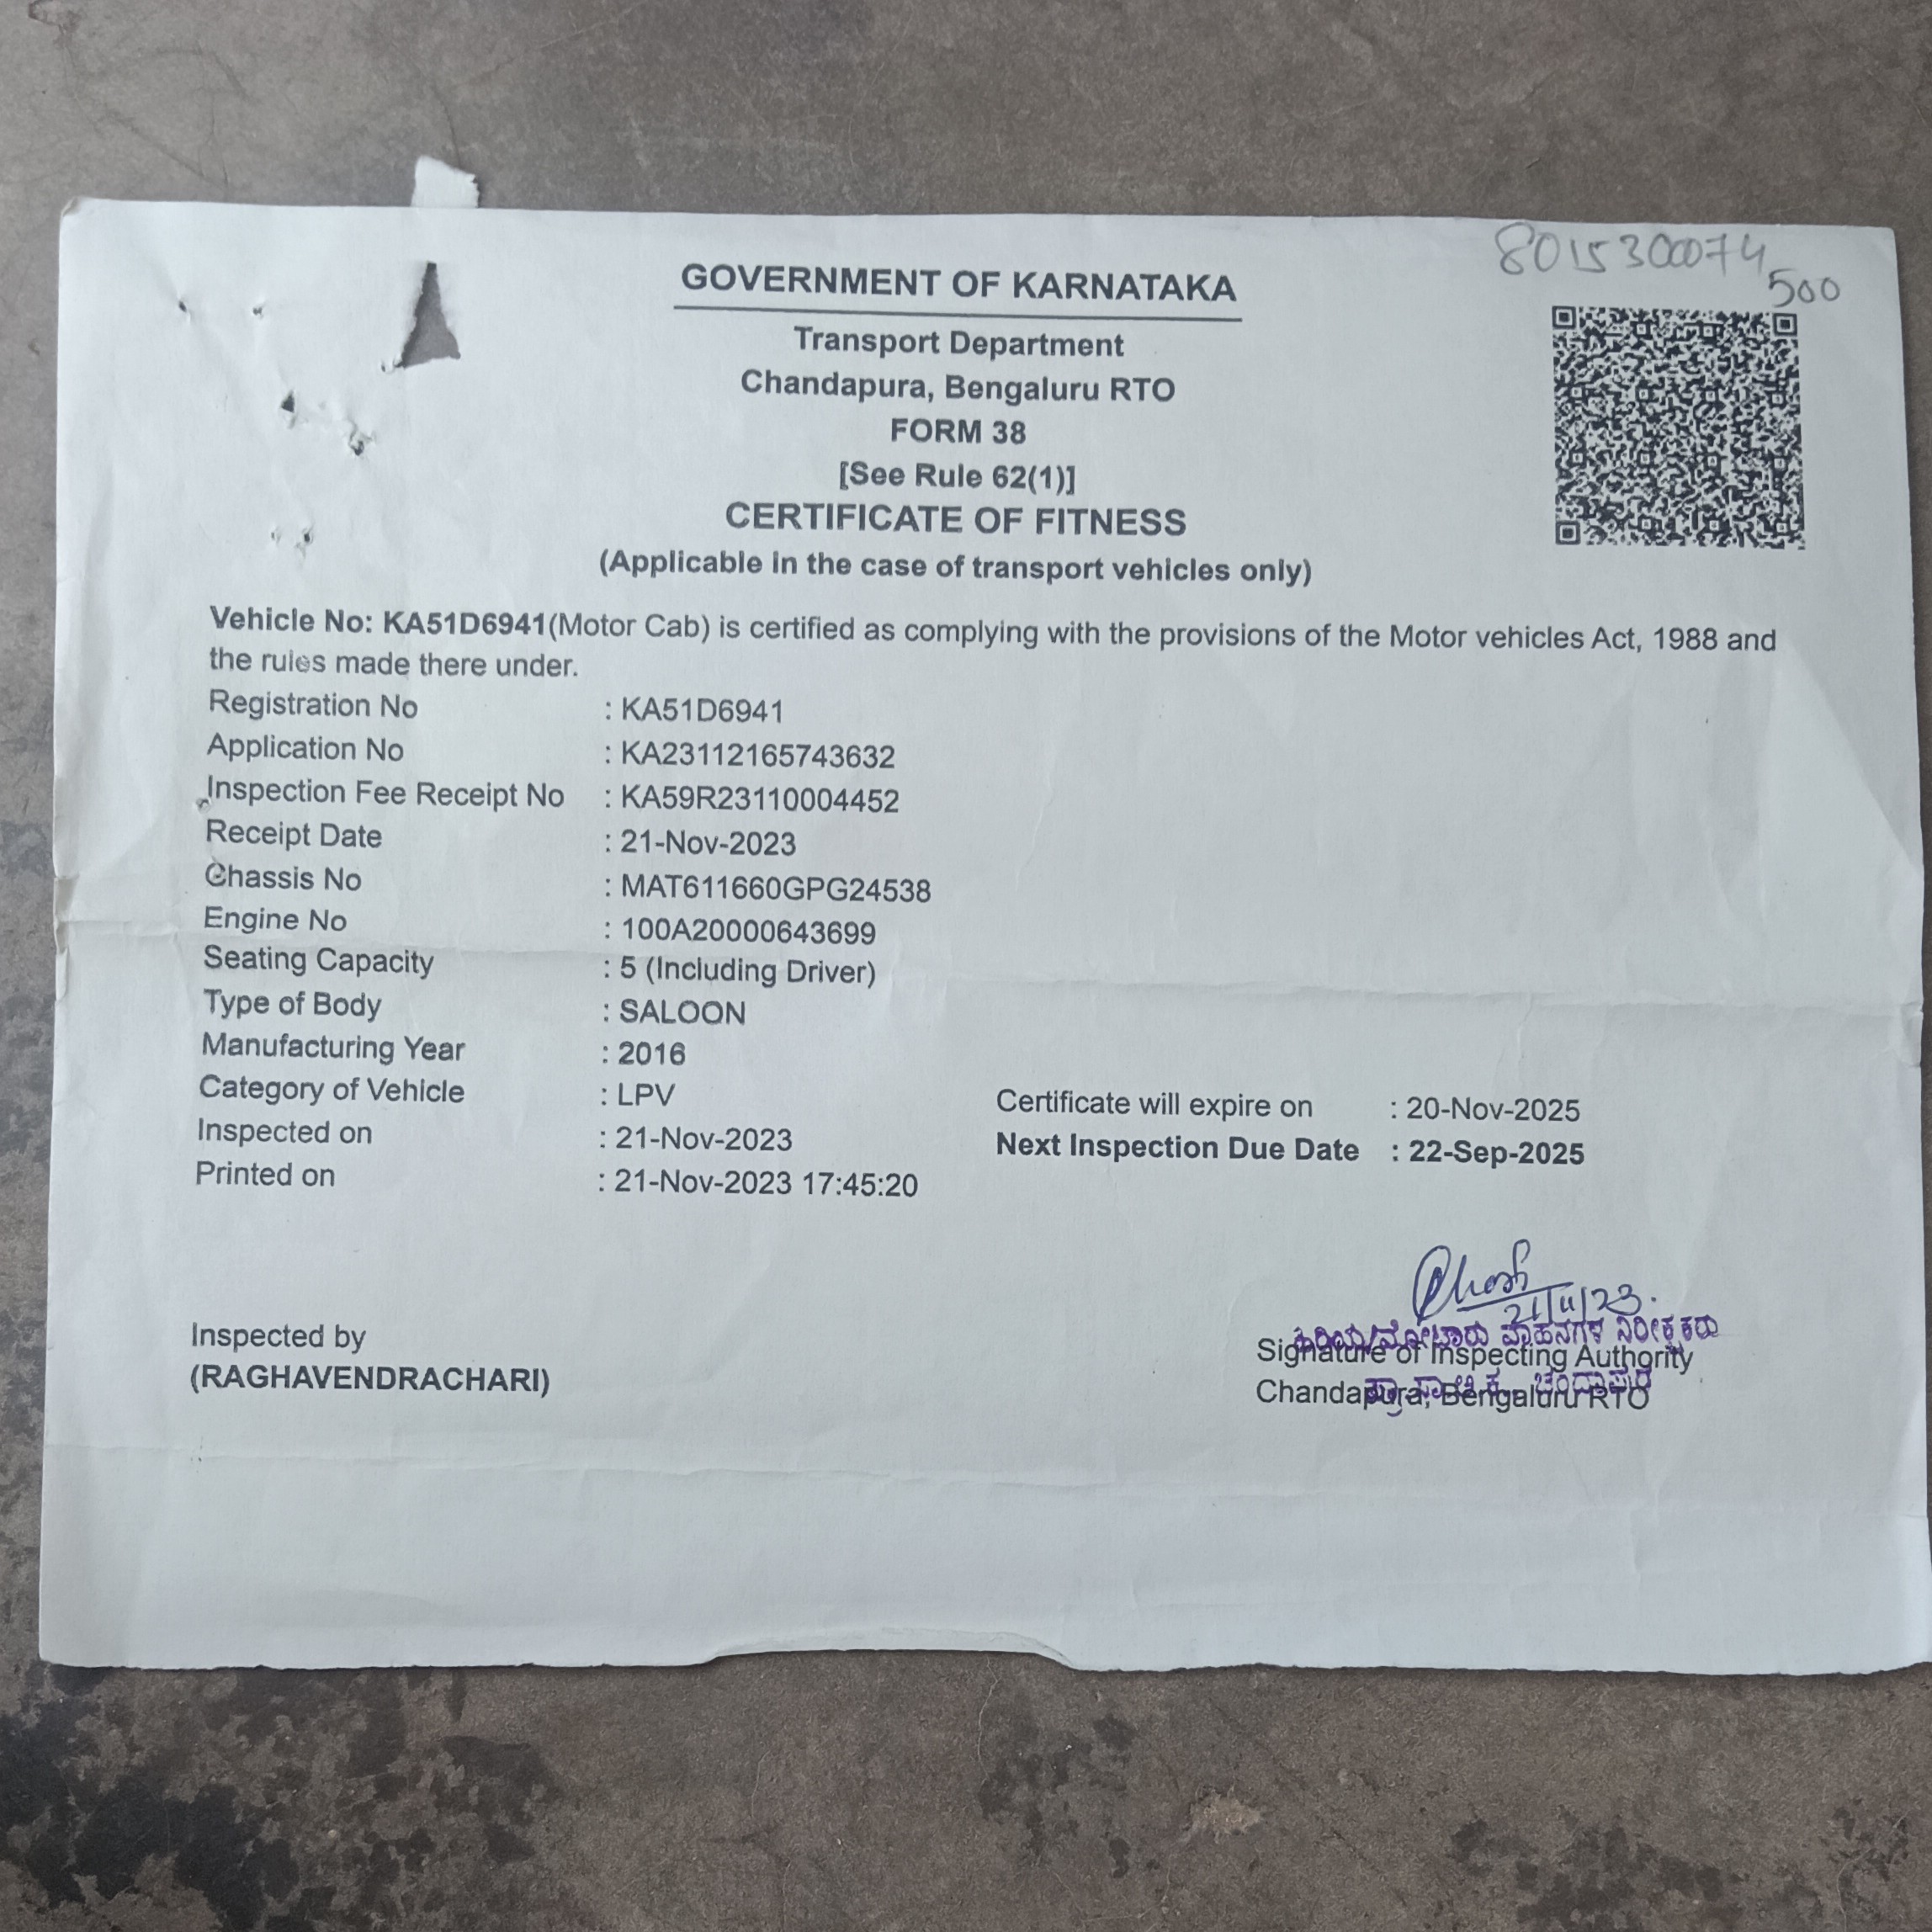 8015300074
500
GOVERNMENT OF KARNATAKA
Transport Department
Chandapura, Bengaluru RTO
FORM 38
[See Rule 62(1)]
CERTIFICATE OF FITNESS
(Applicable in the case of transport vehicles only)
Vehicle No: KA51D6941(Motor Cab) is certified as complying with the provisions of the Motor vehicles Act, 1988 and
the rules made there under.
Registration No : KA51D6941
Application No : KA23112165743632
Inspection Fee Receipt No : KA59R23110004452
Receipt Date : 21-Nov-2023
Chassis No : MAT611660GPG24538
Engine No : 100A20000643699
Seating Capacity : 5 (Including Driver)
Type of Body : SALOON
Manufacturing Year : 2016
Category of Vehicle : LPV
Certificate will expire on : 20-Nov-2025
Inspected on : 21-Nov-2023
Next Inspection Due Date : 22-Sep-2025
Printed on : 21-Nov-2023 17:45:20
21/11/23.
ಹಿರಿಯ ಮೋಟಾರು ವಾಹನಗಳ ನಿರೀಕ್ಷಕರು
Inspected by
Signature of Inspecting Authority
(RAGHAVENDRACHARI)
ಚಂದಾಪುರ
Chandapura, Bengaluru RTO